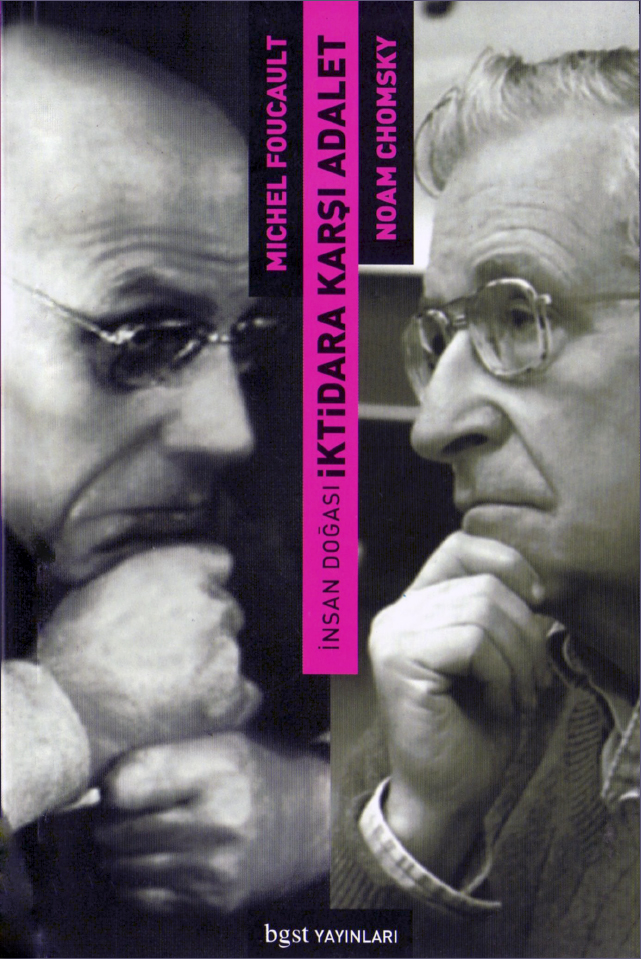 MICHEL FOUCAULT
İNSAN DOĞASI İKTİDARA KARŞI ADALET
NOAM CHOMSKY
bgst YAYINLARI